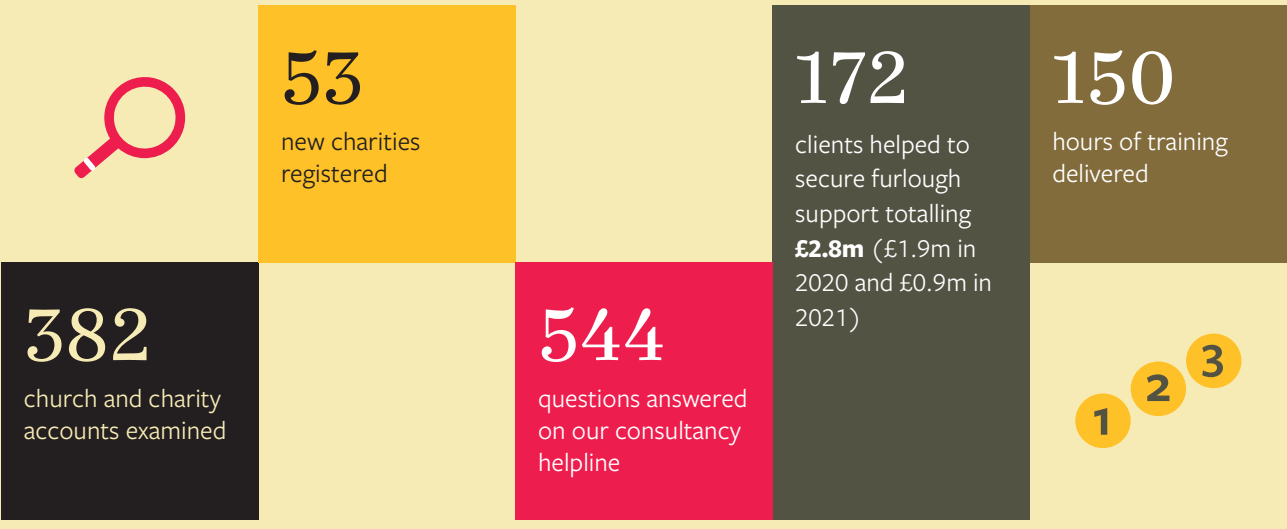 53
new charities
registered
172
clients helped to
secure furlough
support totalling
£2.8m (£1.9m in
2020 and £0.9m in
2021)
150
hours of training
delivered
382
church and charity
accounts examined
544
questions answered
on our consultancy
helpline
1
2
3